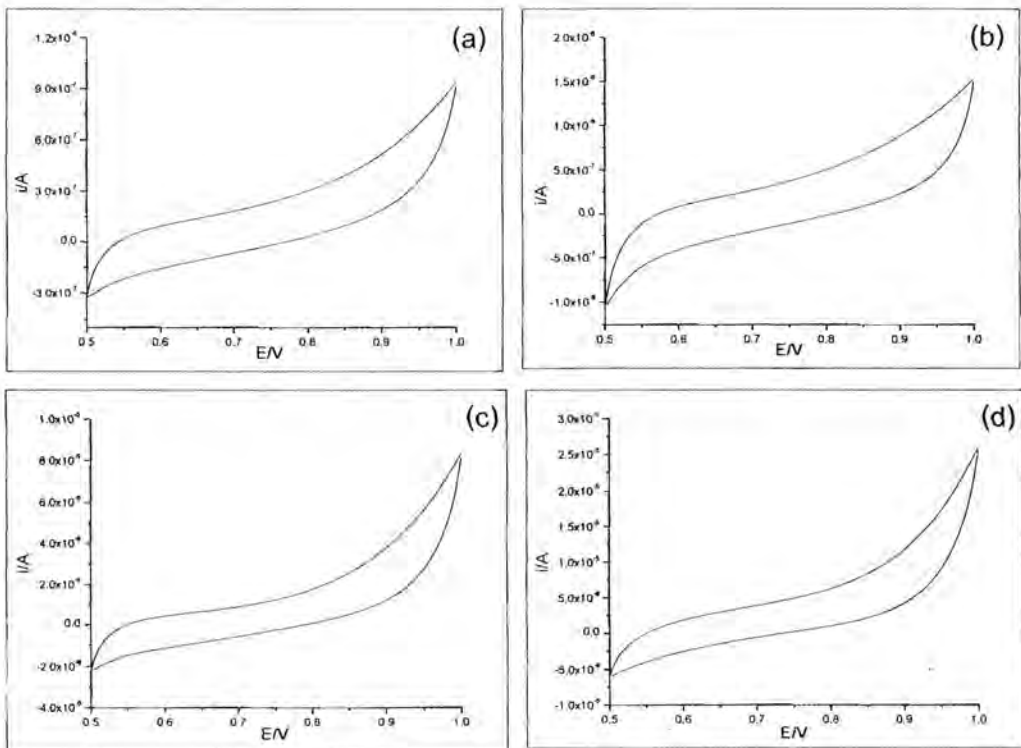 (a)
1.2x10⁻⁶
9.0x10⁻⁷
6.0x10⁻⁷
3.0x10⁻⁷
0.0
-3.0x10⁻⁷
i/A
0.5 0.6 0.7 0.8 0.9 1.0
E/V
(b)
2.0x10⁻⁶
1.5x10⁻⁶
1.0x10⁻⁶
5.0x10⁻⁷
0.0
-5.0x10⁻⁷
-1.0x10⁻⁶
i/A
0.5 0.6 0.7 0.8 0.9 1.0
E/V
(c)
1.0x10⁻⁵
8.0x10⁻⁶
6.0x10⁻⁶
4.0x10⁻⁶
2.0x10⁻⁶
0.0
-2.0x10⁻⁶
-4.0x10⁻⁶
i/A
0.5 0.6 0.7 0.8 0.9 1.0
E/V
(d)
3.0x10⁻⁵
2.5x10⁻⁵
2.0x10⁻⁵
1.5x10⁻⁵
1.0x10⁻⁵
5.0x10⁻⁶
0.0
-5.0x10⁻⁶
-1.0x10⁻⁵
i/A
0.5 0.6 0.7 0.8 0.9 1.0
E/V